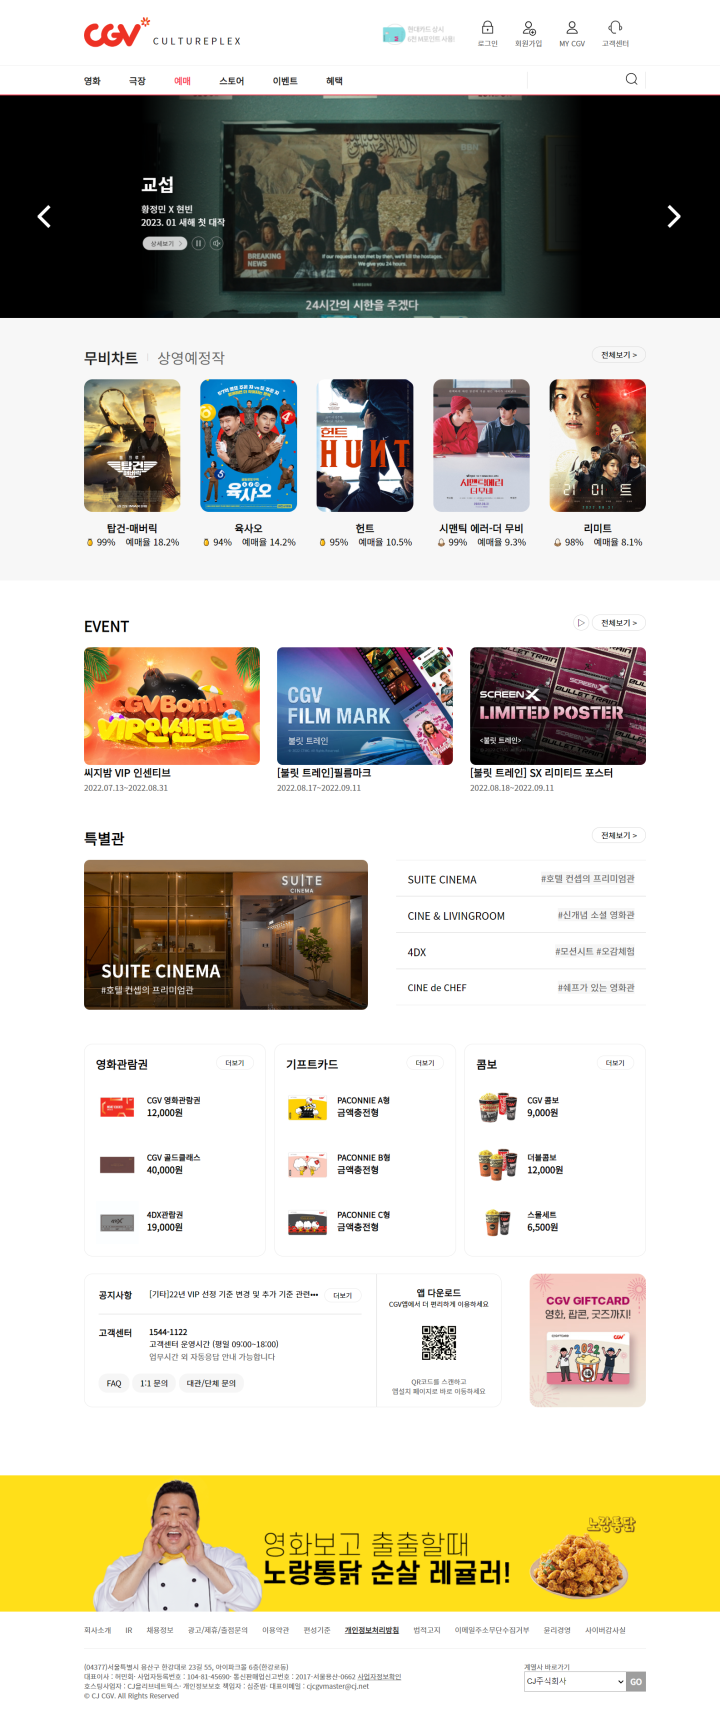 CGV
CULTUREPLEX
현대카드 상시
6천 M포인트 사용!
로그인 회원가입 MY CGV 고객센터
영화 극장 예매 스토어 이벤트 혜택
교섭
황정민 X 현빈
2023. 01 새해 첫 대작
상세보기 >
BREAKING
NEWS
If our request is not met by then, we'll kill the hostages.
We give you 24 hours.
SAMSUNG
24시간의 시한을 주겠다
무비차트 상영예정작 전체보기 >
탑건
매버릭
육사오
헌트
HUNT
시맨틱에러
더무비
리미트
탑건-매버릭 육사오 헌트 시맨틱 에러-더 무비 리미트
99% 예매율 18.2% 94% 예매율 14.2% 95% 예매율 10.5% 99% 예매율 9.3% 98% 예매율 8.1%
EVENT 전체보기 >
CGVBomb
VIP인센티브
CGV
FILM MARK
불릿 트레인
SCREENX
LIMITED POSTER
<불릿 트레인>
BULLET TRAIN
씨지밤 VIP 인센티브 [불릿 트레인]필름마크 [불릿 트레인] SX 리미티드 포스터
2022.07.13~2022.08.31 2022.08.17~2022.09.11 2022.08.18~2022.09.11
특별관 전체보기 >
SUITE
CINEMA
SUITE CINEMA
#호텔 컨셉의 프리미엄관
SUITE CINEMA #호텔 컨셉의 프리미엄관
CINE & LIVINGROOM #신개념 소셜 영화관
4DX #모션시트 #오감체험
CINE de CHEF #쉐프가 있는 영화관
영화관람권 더보기
CGV 영화관람권
12,000원
CGV 골드클래스
40,000원
4DX관람권
19,000원
기프트카드 더보기
PACONNIE A형
금액충전형
PACONNIE B형
금액충전형
PACONNIE C형
금액충전형
콤보 더보기
CGV 콤보
9,000원
더블콤보
12,000원
스몰세트
6,500원
공지사항 [기타]22년 VIP 선정 기준 변경 및 추가 기준 관련••• 더보기
고객센터 1544-1122
고객센터 운영시간 (평일 09:00~18:00)
업무시간 외 자동응답 안내 가능합니다
FAQ 1:1 문의 대관/단체 문의
앱 다운로드
CGV앱에서 더 편리하게 이용하세요
QR코드를 스캔하고
앱설치 페이지로 바로 이동하세요
CGV GIFTCARD
영화, 팝콘, 굿즈까지!
CGV
2022
영화보고 출출할때
노랑통닭 순살 레귤러!
노랑통닭
회사소개 IR 채용정보 광고/제휴/출점문의 이용약관 편성기준 개인정보처리방침 법적고지 이메일주소무단수집거부 윤리경영 사이버감사실
(04377)서울특별시 용산구 한강대로 23길 55, 아이파크몰 6층(한강로동)
대표이사 : 허민회· 사업자등록번호 : 104-81-45690· 통신판매업신고번호 : 2017-서울용산-0662 사업자정보확인
호스팅사업자 : CJ올리브네트웍스· 개인정보보호 책임자 : 심준범· 대표이메일 : cjcgvmaster@cj.net
© CJ CGV. All Rights Reserved
계열사 바로가기
CJ주식회사 GO